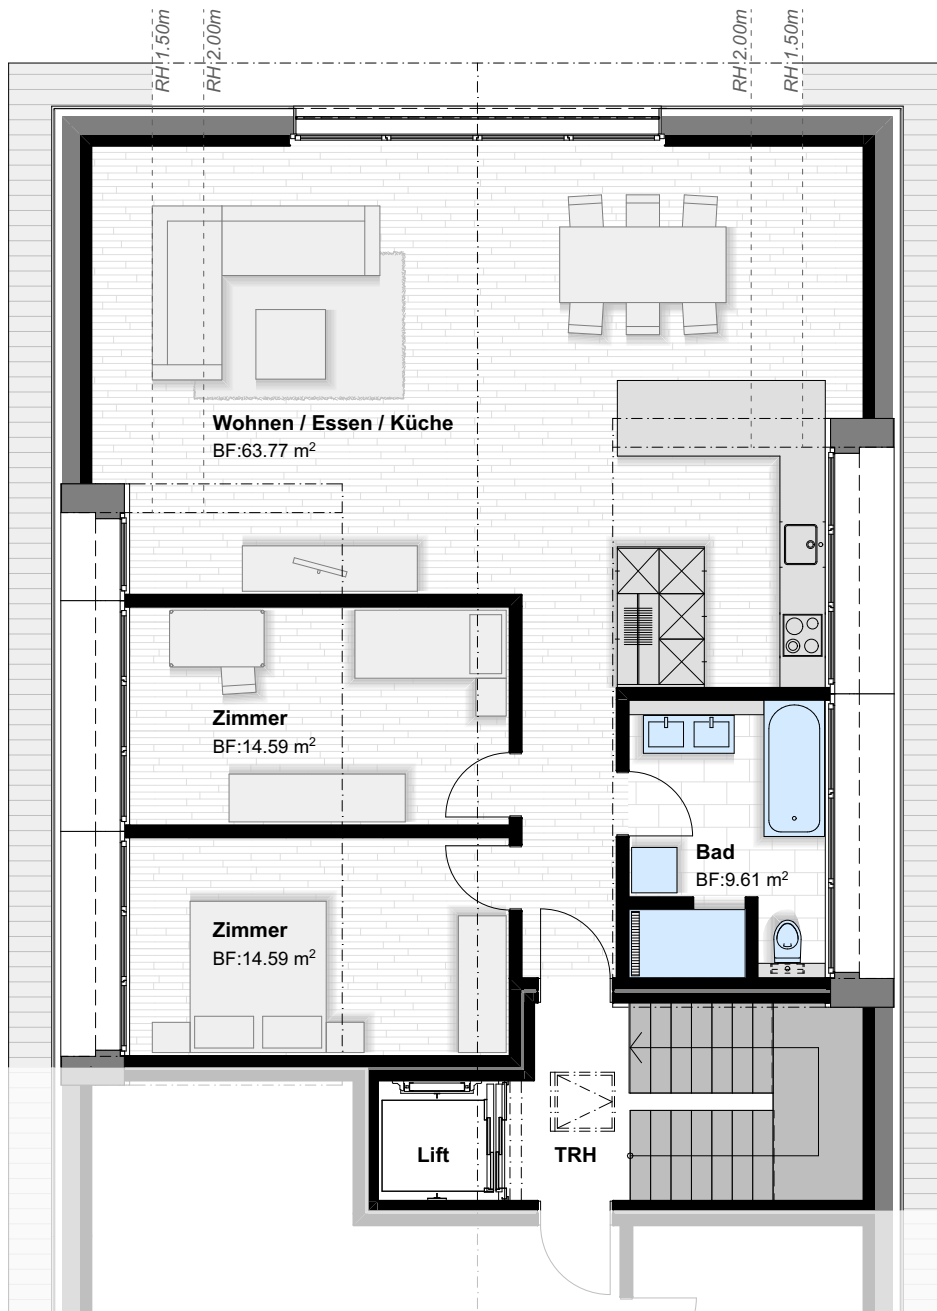 RH:1.50m
RH:2.00m
RH:2.00m
RH:1.50m
Wohnen / Essen / Küche
BF:63.77 m²
Zimmer
BF:14.59 m²
Bad
BF:9.61 m²
Zimmer
BF:14.59 m²
Lift
TRH